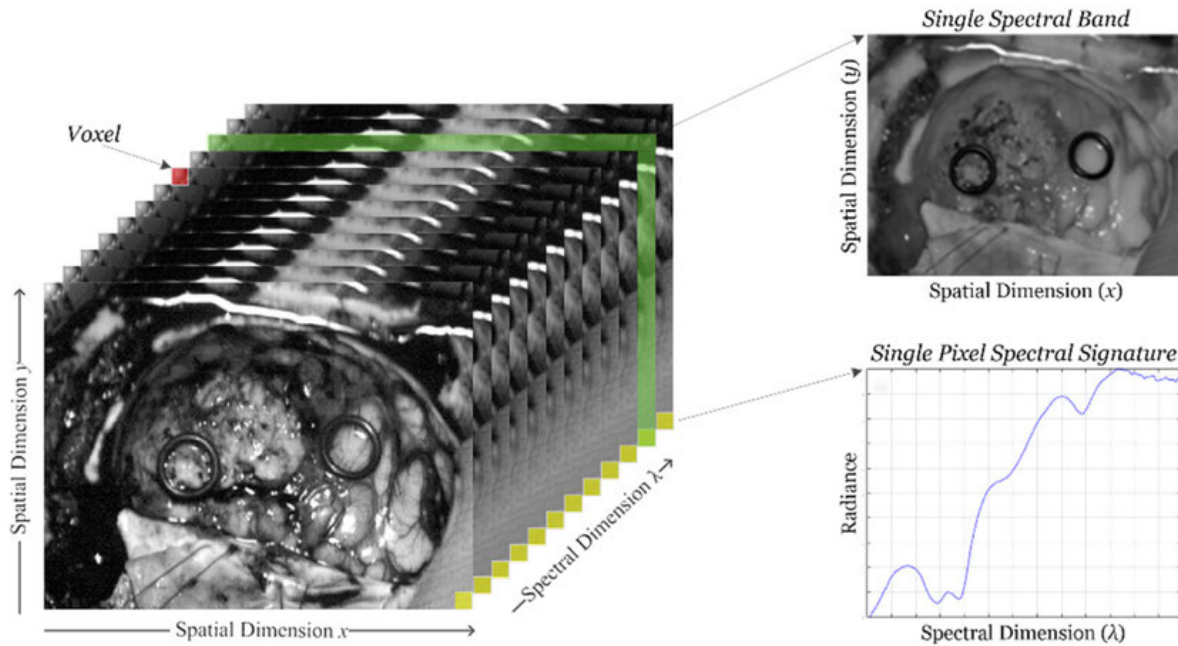 Single Spectral Band
Voxel
Spatial Dimension (y)
Spatial Dimension (x)
Spatial Dimension y
Spectral Dimension λ
Spatial Dimension x
Single Pixel Spectral Signature
Radiance
Spectral Dimension (λ)